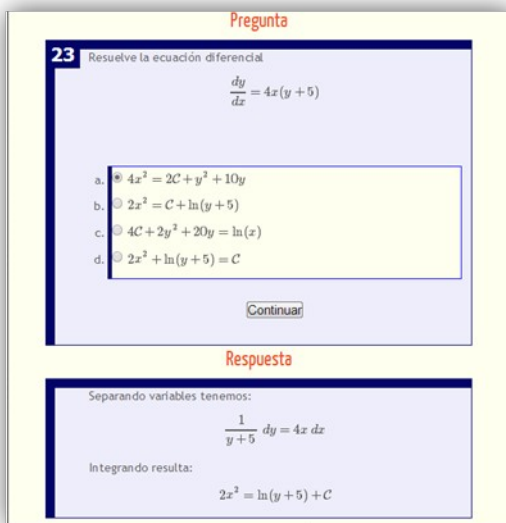 Pregunta
23 Resuelve la ecuación diferencial
dy/dx = 4x(y + 5)
a. 4x² = 2C + y² + 10y
b. 2x² = C + ln(y + 5)
c. 4C + 2y² + 20y = ln(x)
d. 2x² + ln(y + 5) = C
Continuar
Respuesta
Separando variables tenemos:
1/(y + 5) dy = 4x dx
Integrando resulta:
2x² = ln(y + 5) + C